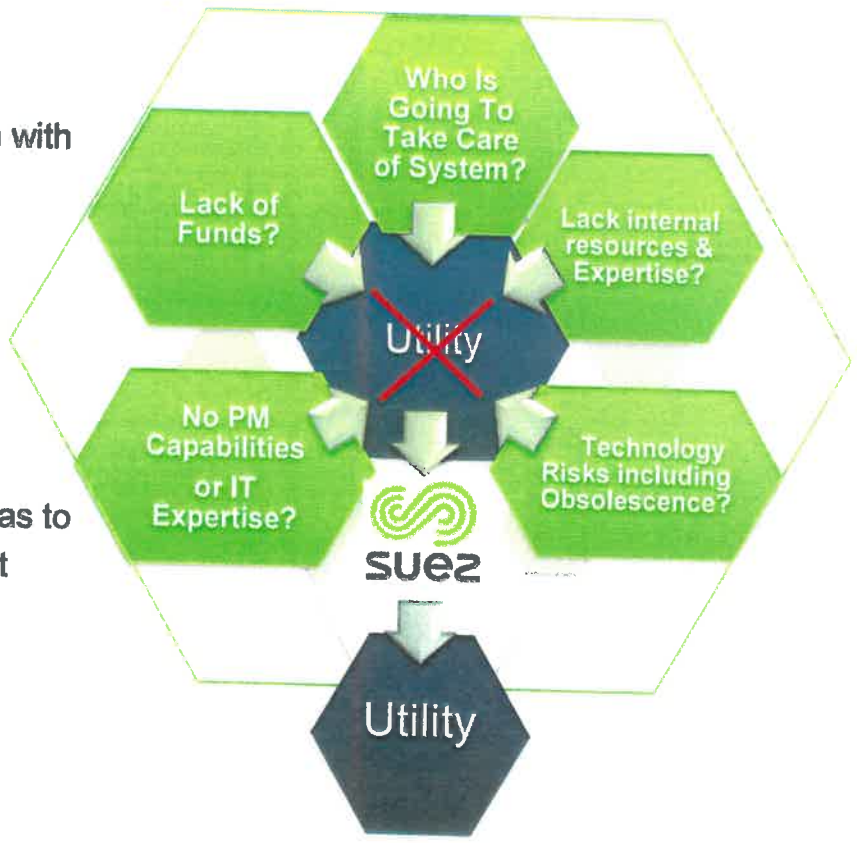 with
as to
t
Who Is
Going To
Take Care
of System?
Lack of
Funds?
Lack internal
resources &
Expertise?
Utility
No PM
Capabilities
or IT
Expertise?
Technology
Risks including
Obsolescence?
suez
Utility